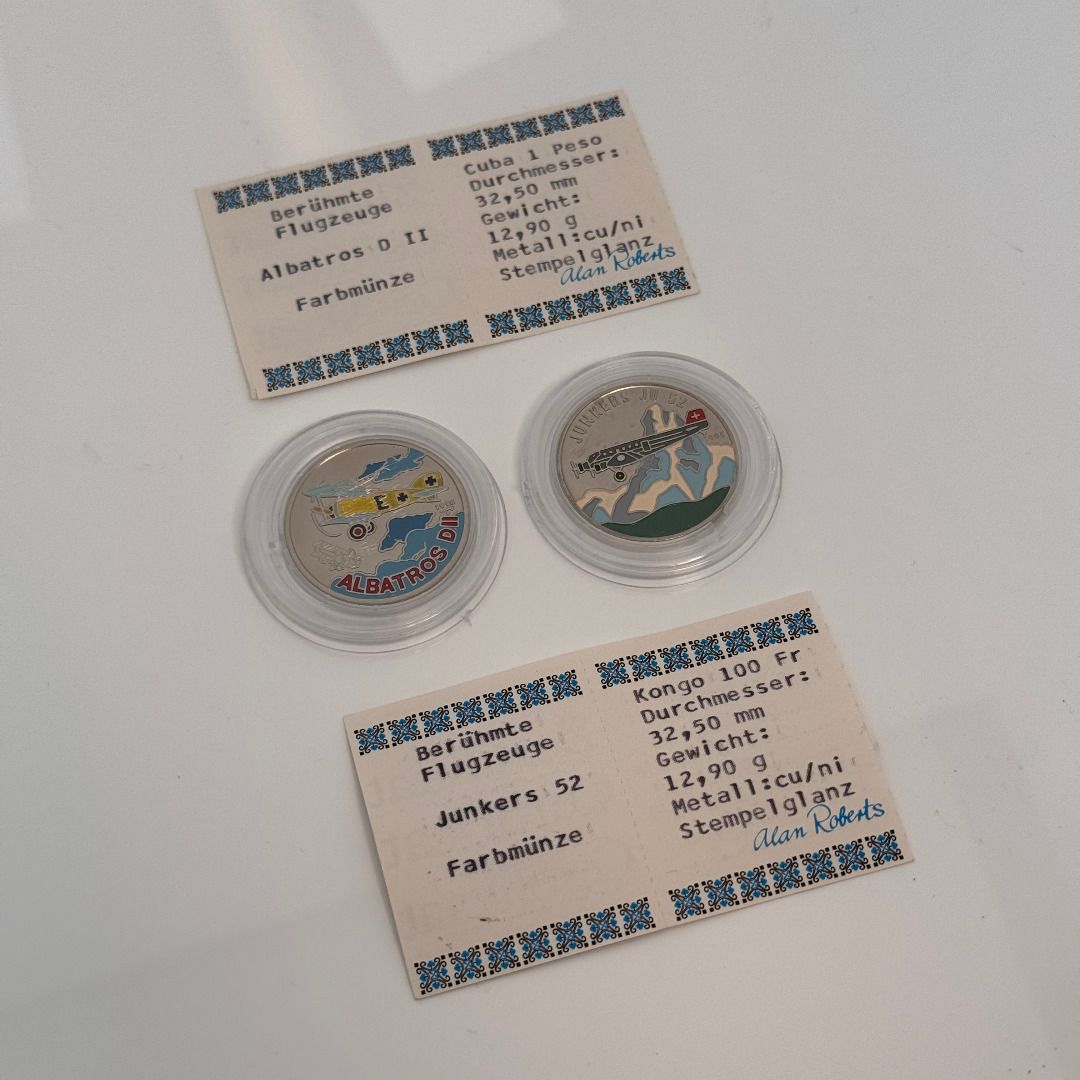 Berühmte
Flugzeuge
Albatros D II
Farbmünze
Cuba 1 Peso
Durchmesser:
32,50 mm
Gewicht:
12,90 g
Metall:cu/ni
Stempelglanz
Alan Roberts
E
ALBATROS DII
JUNKERS JU 52
Berühmte
Flugzeuge
Junkers 52
Farbmünze
Kongo 100 Fr
Durchmesser:
32,50 mm
Gewicht:
12,90 g
Metall:cu/ni
Stempelglanz
Alan Roberts